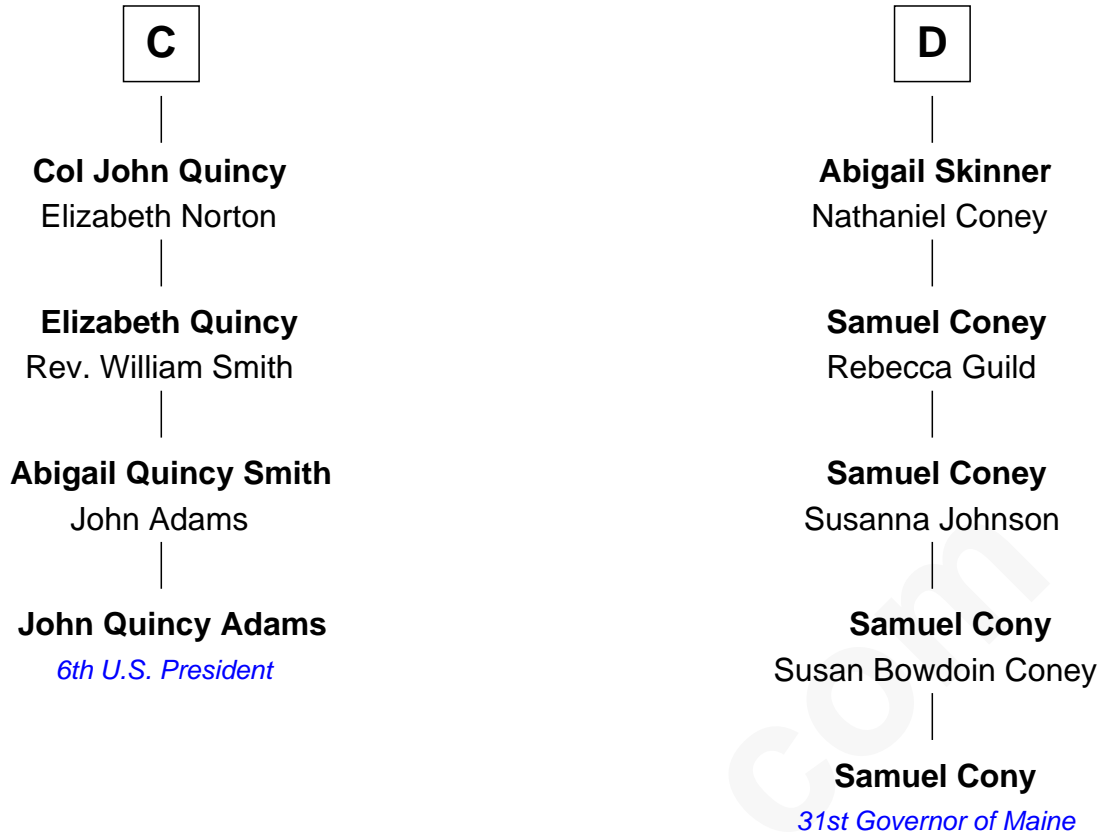 C
Col John Quincy
Elizabeth Norton
Elizabeth Quincy
Rev. William Smith
Abigail Quincy Smith
John Adams
John Quincy Adams
6th U.S. President
D
Abigail Skinner
Nathaniel Coney
Samuel Coney
Rebecca Guild
Samuel Coney
Susanna Johnson
Samuel Cony
Susan Bowdoin Coney
Samuel Cony
31st Governor of Maine
com